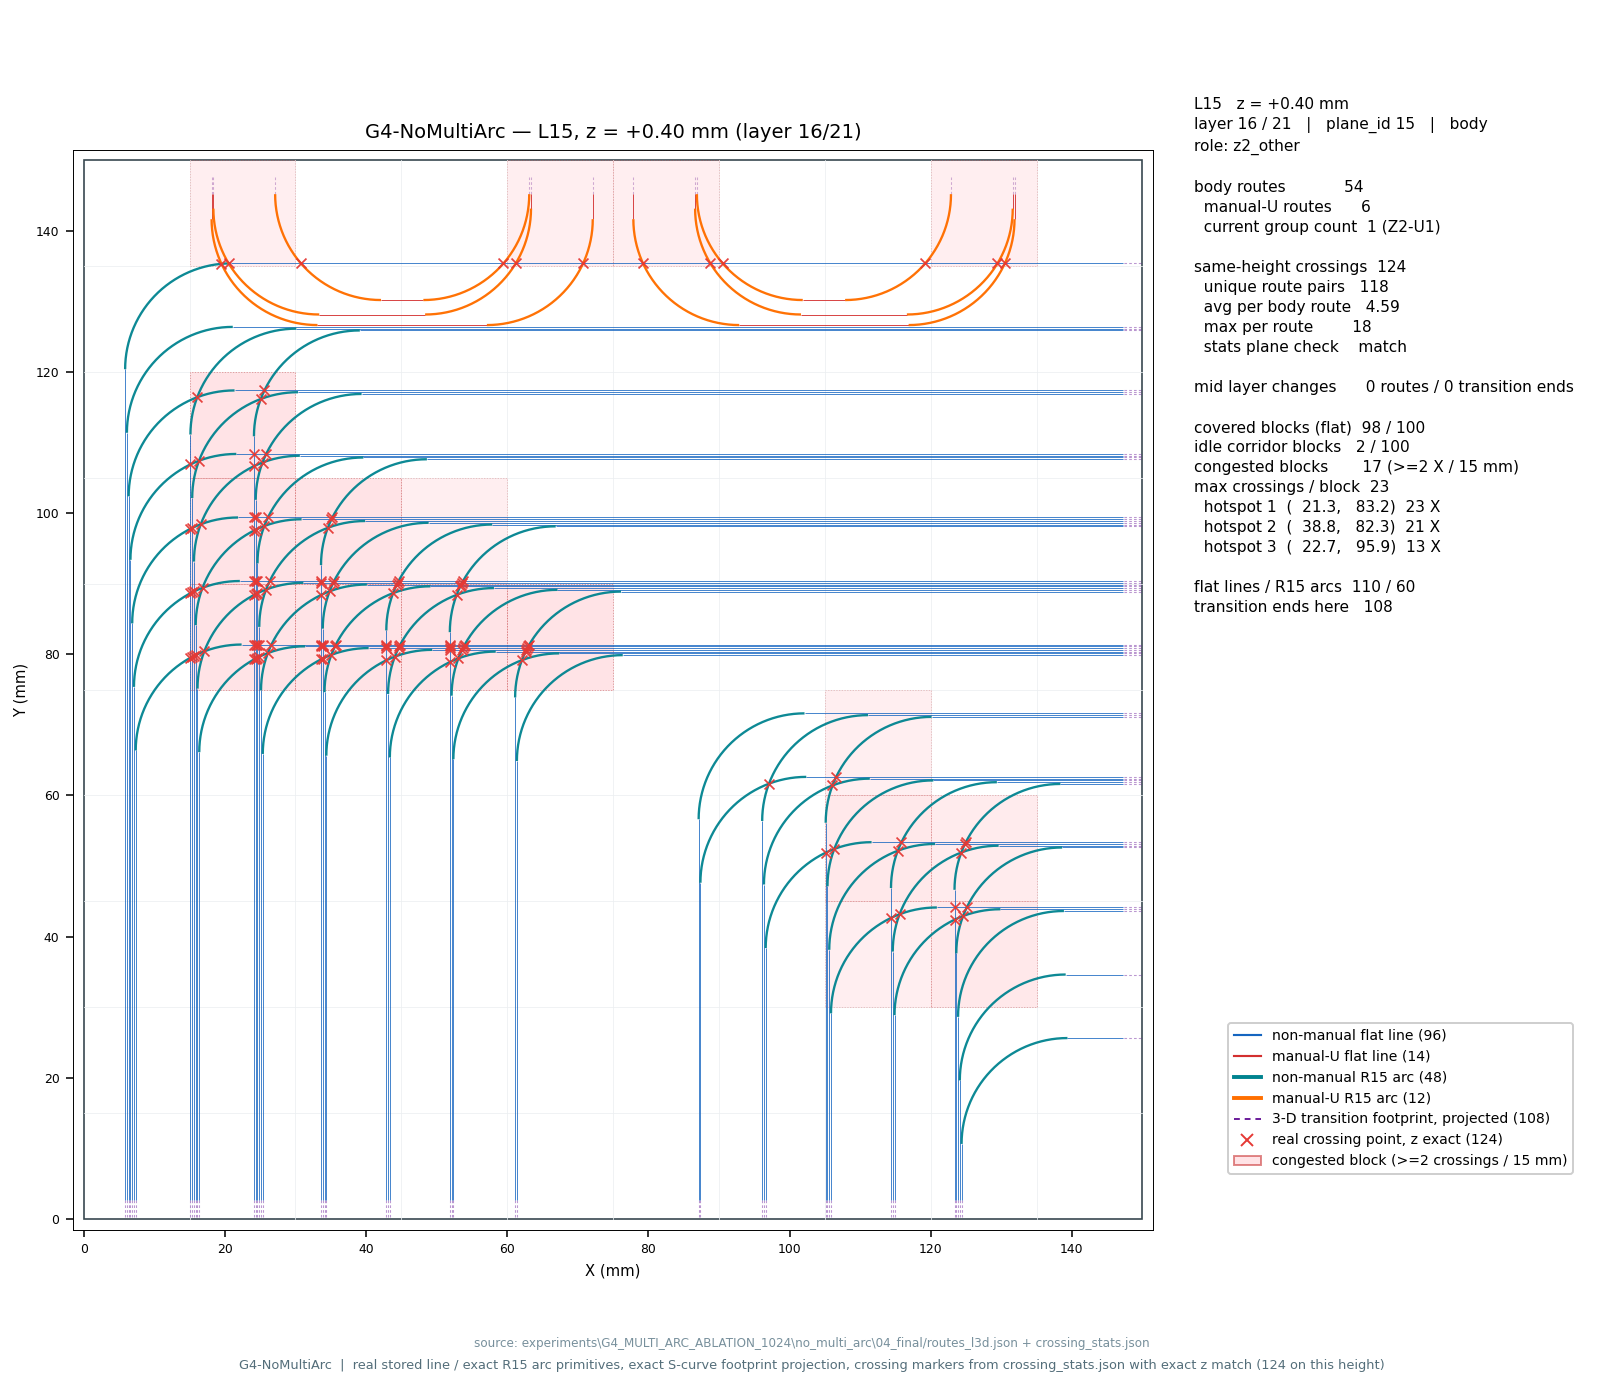 G4-NoMultiArc — L15, z = +0.40 mm (layer 16/21)
L15 z = +0.40 mm
layer 16 / 21 | plane_id 15 | body
role: z2_other
body routes 54
manual-U routes 6
current group count 1 (Z2-U1)
same-height crossings 124
unique route pairs 118
avg per body route 4.59
max per route 18
stats plane check match
mid layer changes 0 routes / 0 transition ends
covered blocks (flat) 98 / 100
idle corridor blocks 2 / 100
congested blocks 17 (>=2 X / 15 mm)
max crossings / block 23
hotspot 1 ( 21.3, 83.2) 23 X
hotspot 2 ( 38.8, 82.3) 21 X
hotspot 3 ( 22.7, 95.9) 13 X
flat lines / R15 arcs 110 / 60
transition ends here 108
Y (mm)
140
120
100
80
60
40
20
0
0 20 40 60 80 100 120 140
X (mm)
non-manual flat line (96)
manual-U flat line (14)
non-manual R15 arc (48)
manual-U R15 arc (12)
3-D transition footprint, projected (108)
real crossing point, z exact (124)
congested block (>=2 crossings / 15 mm)
source: experiments\G4_MULTI_ARC_ABLATION_1024\no_multi_arc\04_final/routes_l3d.json + crossing_stats.json
G4-NoMultiArc | real stored line / exact R15 arc primitives, exact S-curve footprint projection, crossing markers from crossing_stats.json with exact z match (124 on this height)